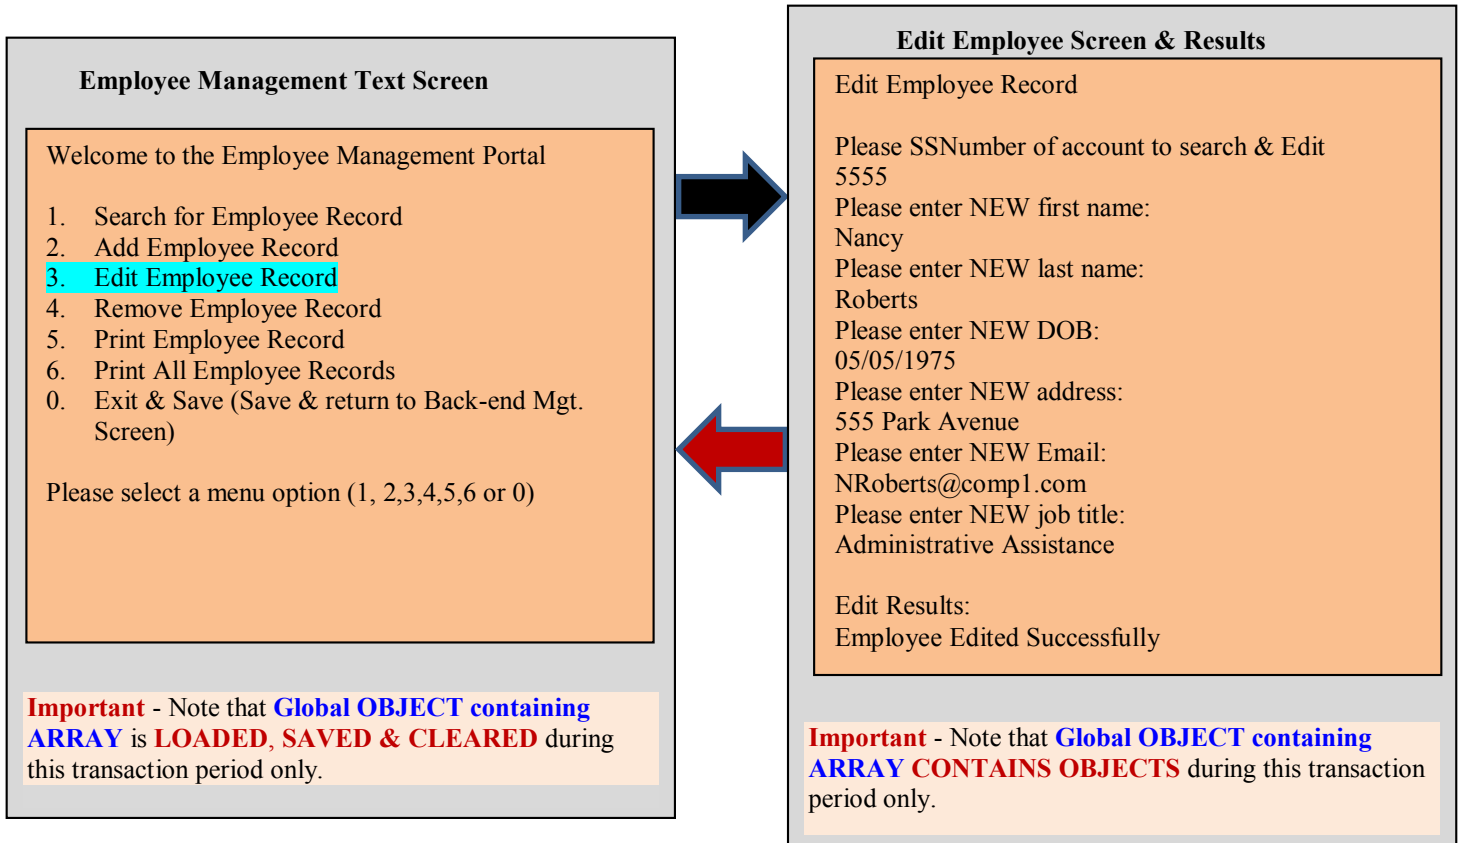 Employee Management Text Screen
Welcome to the Employee Management Portal
1. Search for Employee Record
2. Add Employee Record
3. Edit Employee Record
4. Remove Employee Record
5. Print Employee Record
6. Print All Employee Records
0. Exit & Save (Save & return to Back-end Mgt.
Screen)
Please select a menu option (1, 2,3,4,5,6 or 0)
Important - Note that Global OBJECT containing
ARRAY is LOADED, SAVED & CLEARED during
this transaction period only.
Edit Employee Screen & Results
Edit Employee Record
Please SSNumber of account to search & Edit
5555
Please enter NEW first name:
Nancy
Please enter NEW last name:
Roberts
Please enter NEW DOB:
05/05/1975
Please enter NEW address:
555 Park Avenue
Please enter NEW Email:
NRoberts@comp1.com
Please enter NEW job title:
Administrative Assistance
Edit Results:
Employee Edited Successfully
Important - Note that Global OBJECT containing
ARRAY CONTAINS OBJECTS during this transaction
period only.